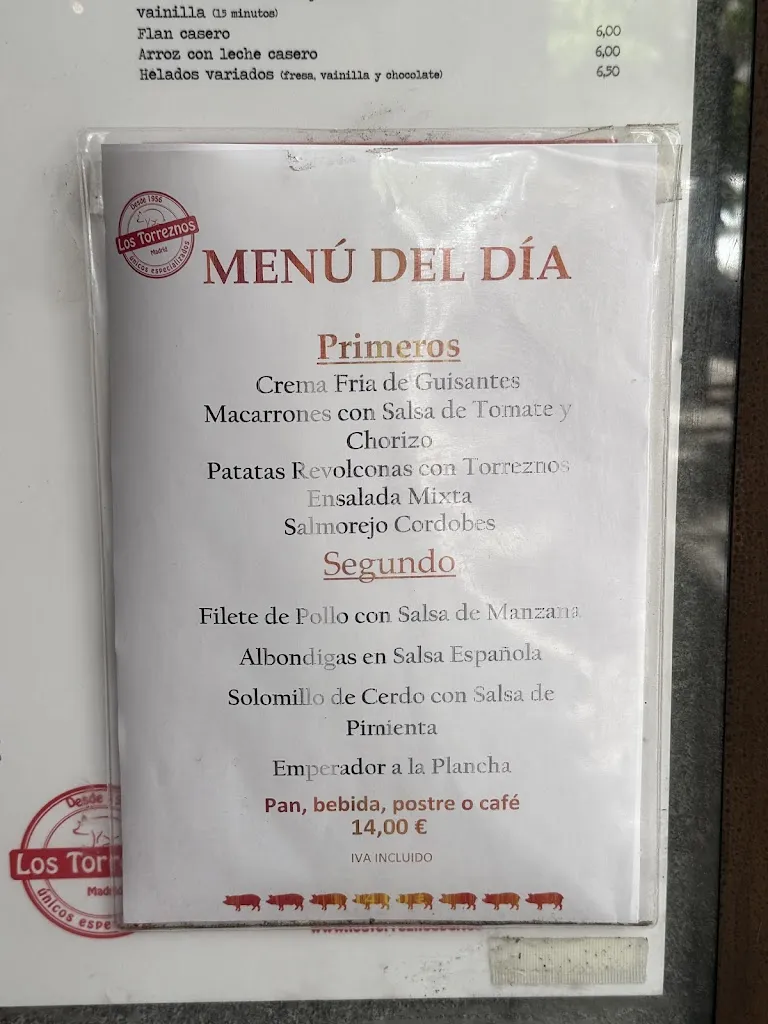 vainilla (15 minutos)
Flan casero 6,00
Arroz con leche casero 6,00
Helados variados (fresa, vainilla y chocolate) 6,50
Desde 1956
Los Torreznos
Madrid
únicos especializados
MENÚ DEL DÍA
Primeros
Crema Fria de Guisantes
Macarrones con Salsa de Tomate y
Chorizo
Patatas Revolconas con Torreznos
Ensalada Mixta
Salmorejo Cordobes
Segundo
Filete de Pollo con Salsa de Manzana
Albondigas en Salsa Española
Solomillo de Cerdo con Salsa de
Pimienta
Emperador a la Plancha
Pan, bebida, postre o café
14,00 €
IVA INCLUIDO
Desde
Los Torr
Madri
únicos espe